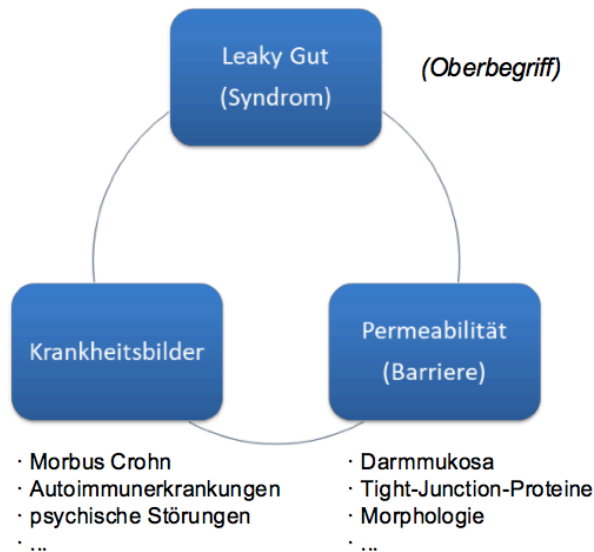 Leaky Gut
(Syndrom)
(Oberbegriff)
Krankheitsbilder
Permeabilität
(Barriere)
· Morbus Crohn
· Autoimmunerkrankungen
· psychische Störungen
· ...
· Darmmukosa
· Tight-Junction-Proteine
· Morphologie
· ...